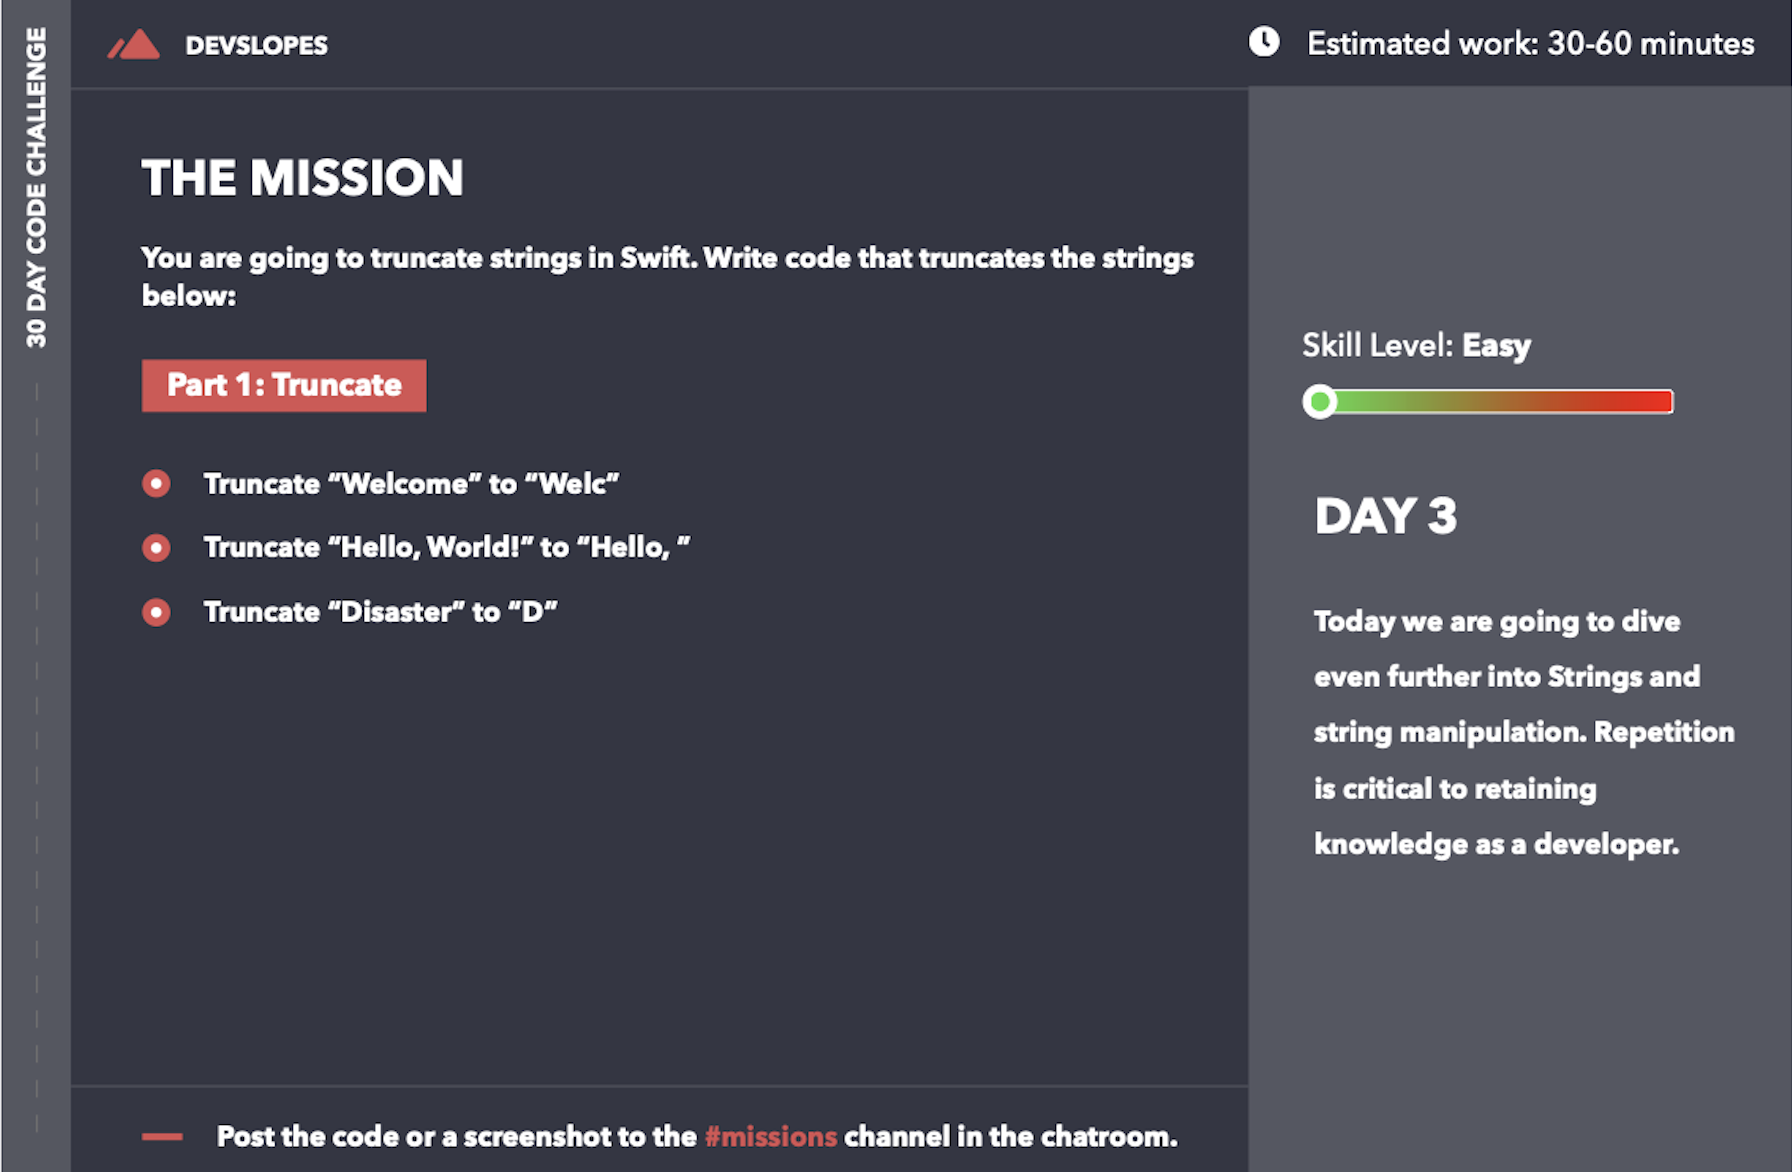 30 DAY CODE CHALLENGE
DEVSLOPES
Estimated work: 30-60 minutes
THE MISSION
You are going to truncate strings in Swift. Write code that truncates the strings
below:
Part 1: Truncate
Truncate “Welcome” to “Welc”
Truncate “Hello, World!” to “Hello, ”
Truncate “Disaster” to “D”
Skill Level: Easy
DAY 3
Today we are going to dive
even further into Strings and
string manipulation. Repetition
is critical to retaining
knowledge as a developer.
Post the code or a screenshot to the #missions channel in the chatroom.